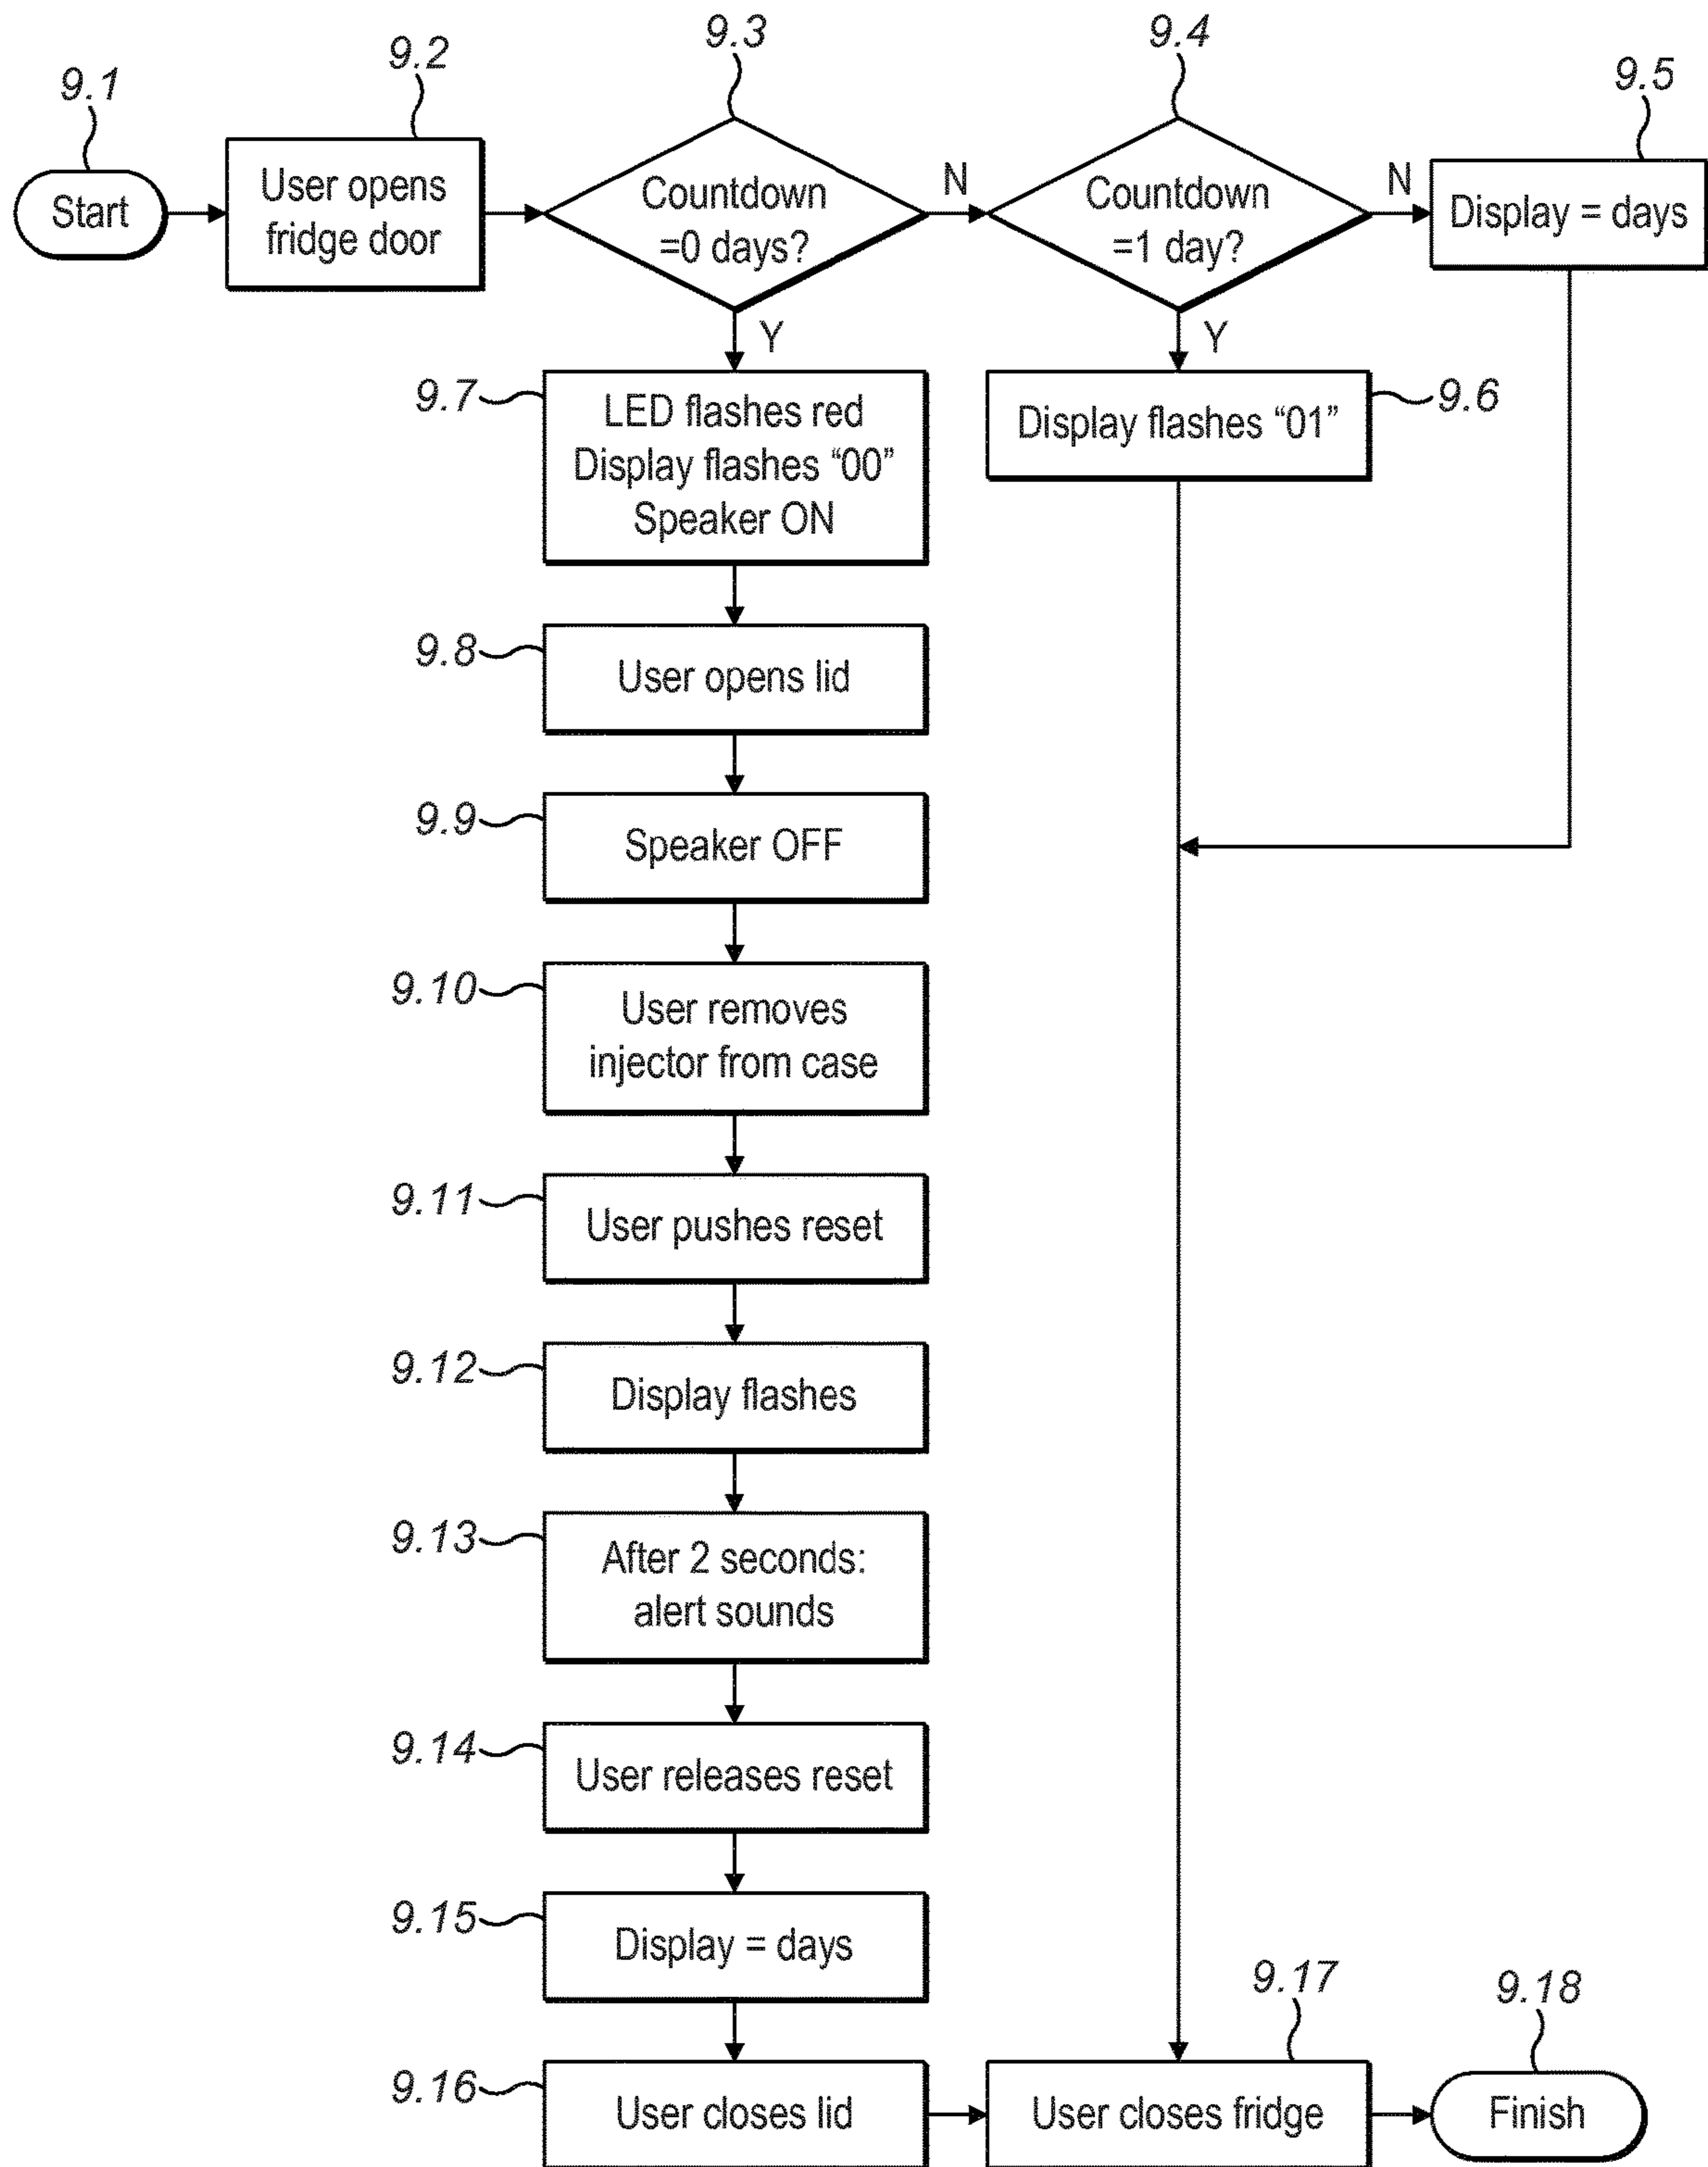 9.1
Start
9.2
User opens
fridge door
9.3
Countdown
=0 days?
N
Y
9.4
Countdown
=1 day?
N
Y
9.5
Display = days
9.6
Display flashes “01”
9.7
LED flashes red
Display flashes “00”
Speaker ON
9.8
User opens lid
9.9
Speaker OFF
9.10
User removes
injector from case
9.11
User pushes reset
9.12
Display flashes
9.13
After 2 seconds:
alert sounds
9.14
User releases reset
9.15
Display = days
9.16
User closes lid
9.17
User closes fridge
9.18
Finish